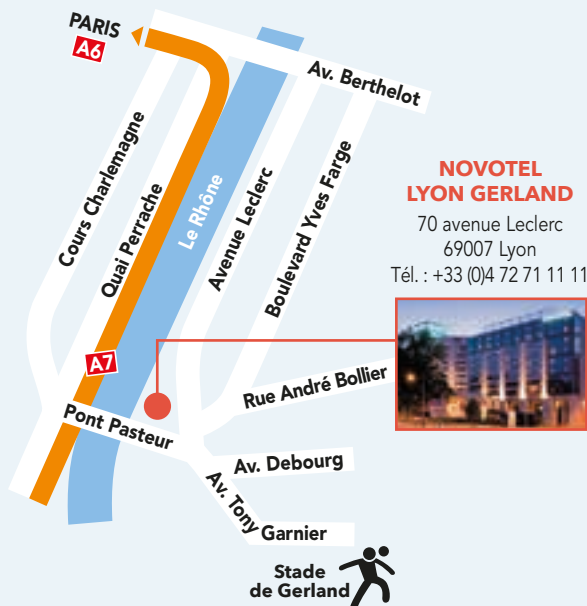 PARIS
A6
Av. Berthelot
Cours Charlemagne
Quai Perrache
Le Rhône
Avenue Leclerc
Boulevard Yves Farge
NOVOTEL
LYON GERLAND
70 avenue Leclerc
69007 Lyon
Tél. : +33 (0)4 72 71 11 11
A7
Pont Pasteur
Rue André Bollier
Av. Debourg
Av. Tony Garnier
Stade
de Gerland